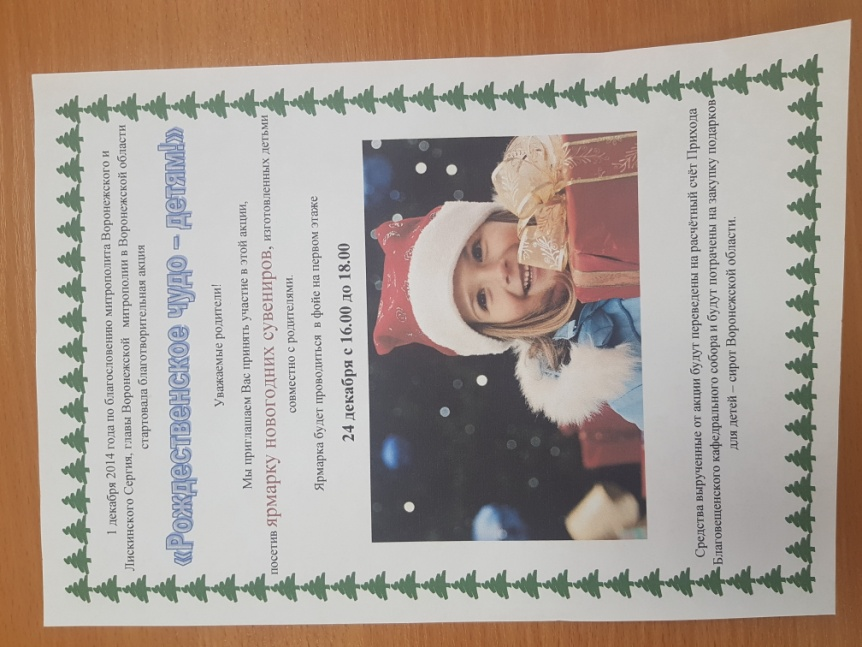 1 декабря 2014 года по благословению митрополита Воронежского и
Лискинского Сергия, главы Воронежской митрополии в Воронежской области
стартовала благотворительная акция
«Рождественское чудо – детям!»
Уважаемые родители!
Мы приглашаем Вас принять участие в этой акции,
посетив ярмарку новогодних сувениров, изготовленных детьми
совместно с родителями.
Ярмарка будет проводиться в фойе на первом этаже
24 декабря с 16.00 до 18.00
Средства вырученные от акции будут переведены на расчётный счёт Прихода
Благовещенского кафедрального собора и будут потрачены на закупку подарков
для детей – сирот Воронежской области.